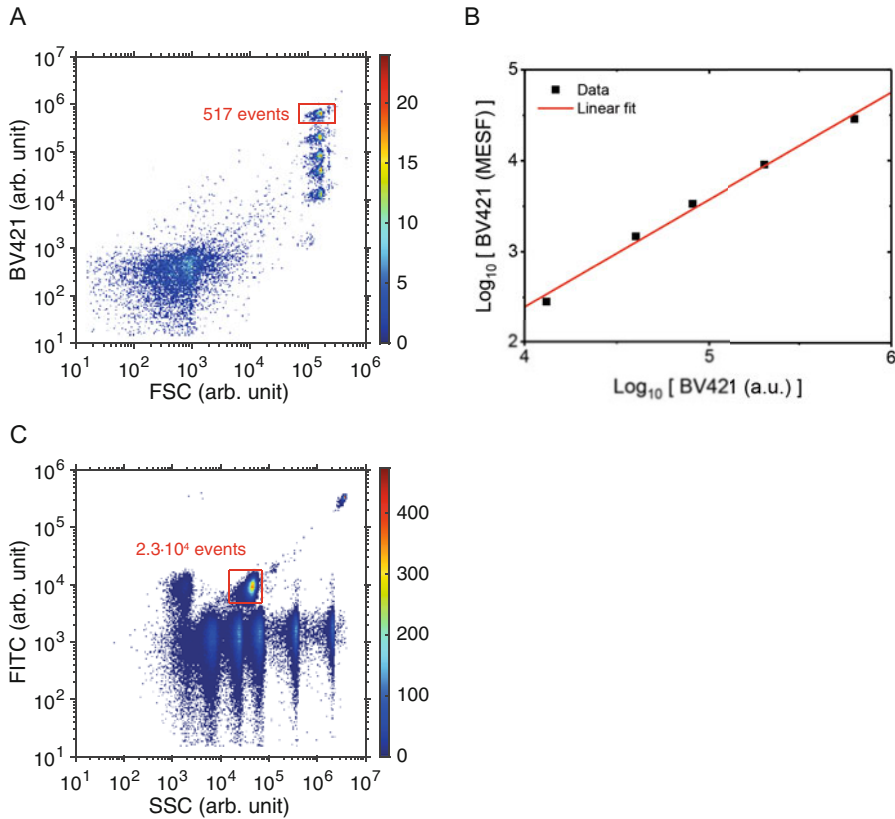 A
BV421 (arb. unit)
10⁷
10⁶
10⁵
10⁴
10³
10²
10¹
517 events
10¹ 10² 10³ 10⁴ 10⁵ 10⁶
FSC (arb. unit)
20
15
10
5
0
B
Log₁₀ [ BV421 (MESF) ]
5
4
3
2
Data
Linear fit
4 5 6
Log₁₀ [ BV421 (a.u.) ]
C
FITC (arb. unit)
10⁶
10⁵
10⁴
10³
10²
10¹
2.3·10⁴ events
10¹ 10² 10³ 10⁴ 10⁵ 10⁶ 10⁷
SSC (arb. unit)
400
300
200
100
0